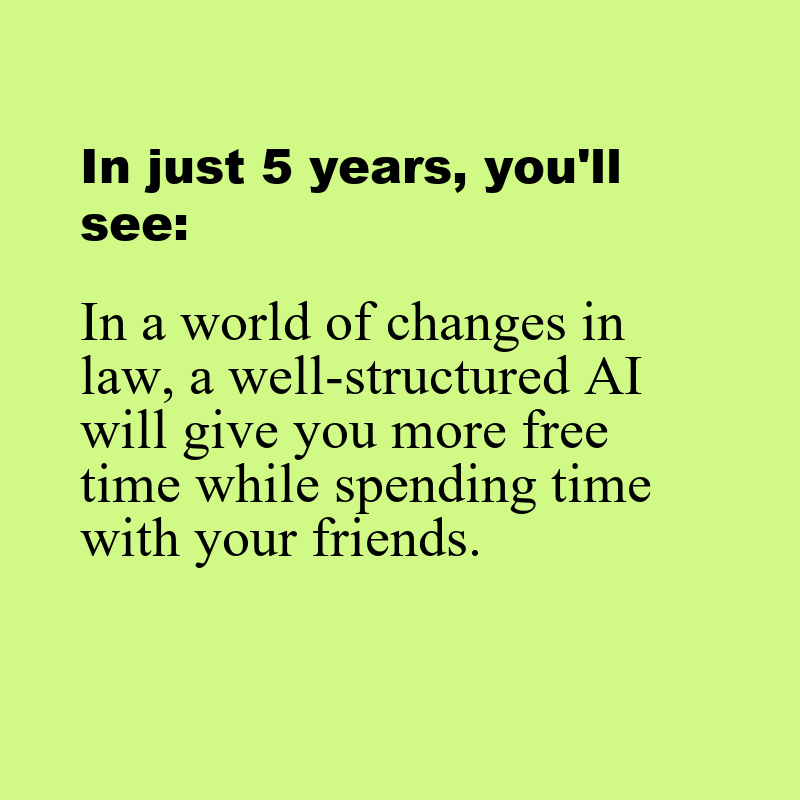 In just 5 years, you'll
see:
In a world of changes in
law, a well-structured AI
will give you more free
time while spending time
with your friends.